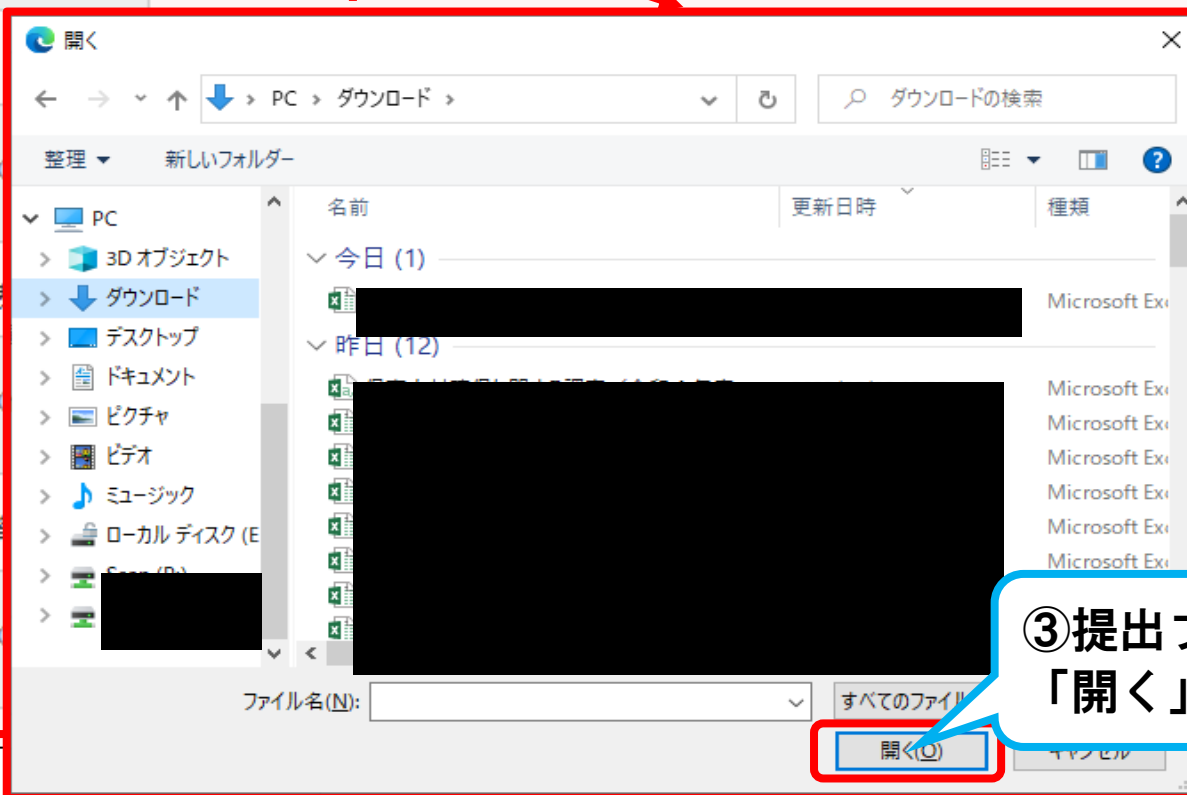 開く
PC › ダウンロード ›
ダウンロードの検索
整理
新しいフォルダー
PC
3D オブジェクト
ダウンロード
デスクトップ
ドキュメント
ピクチャ
ビデオ
ミュージック
ローカル ディスク (E
名前
更新日時
種類
今日 (1)
Microsoft Exc
昨日 (12)
Microsoft Exc
Microsoft Exc
Microsoft Exc
Microsoft Exc
Microsoft Exc
Microsoft Exc
③提出フ
「開く」
ファイル名(N):
すべてのファイル
開く(O)
キャンセル